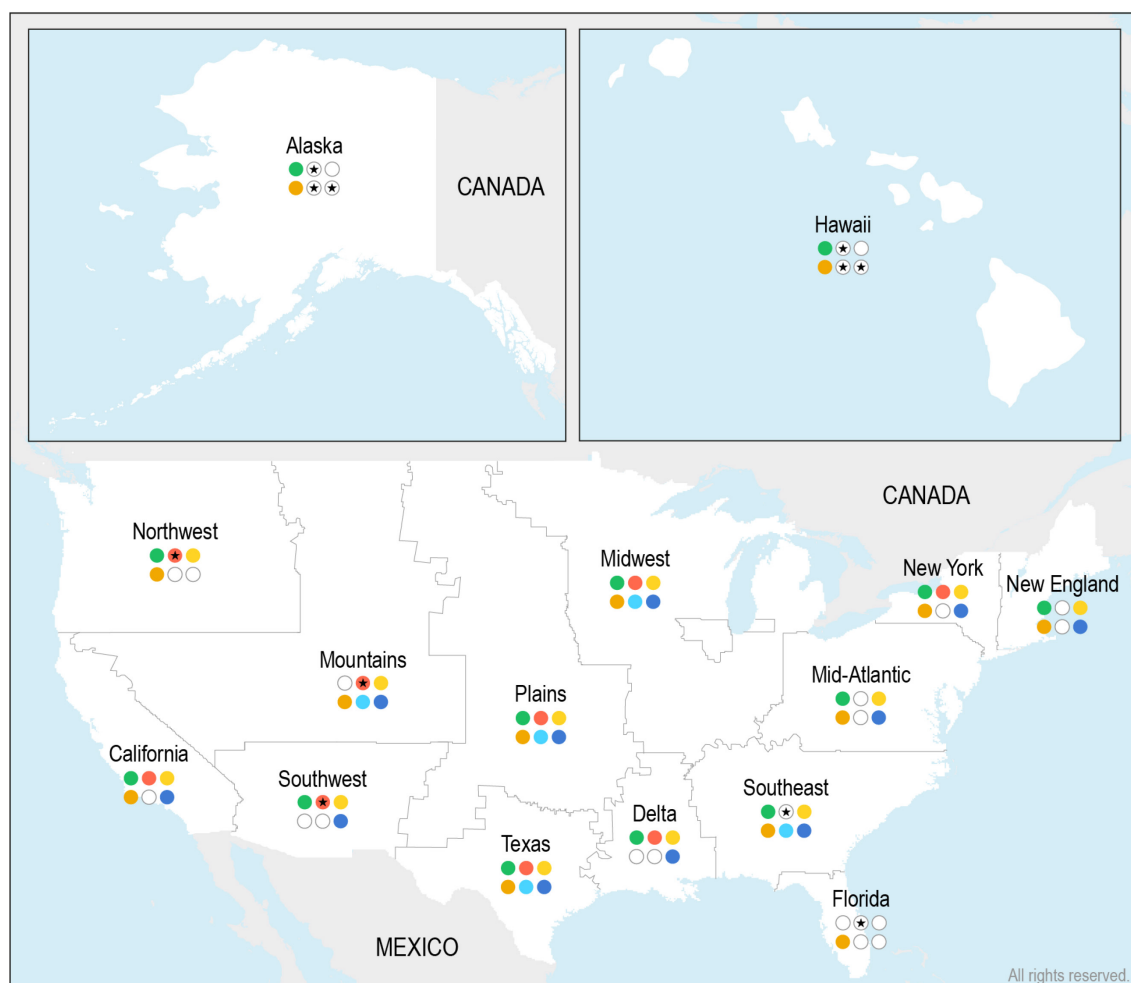 Alaska
CANADA
Hawaii
CANADA
Northwest
Midwest
New York
New England
Mountains
Mid-Atlantic
Plains
California
Southwest
Southeast
Delta
Texas
Florida
MEXICO
All rights reserved.